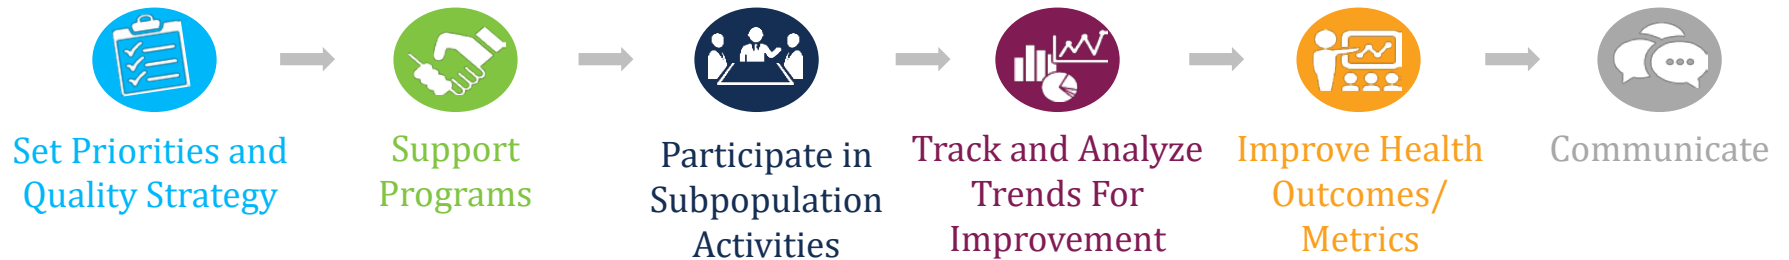 Set Priorities and
Quality Strategy
Support
Programs
Participate in
Subpopulation
Activities
Track and Analyze
Trends For
Improvement
Improve Health
Outcomes/
Metrics
Communicate